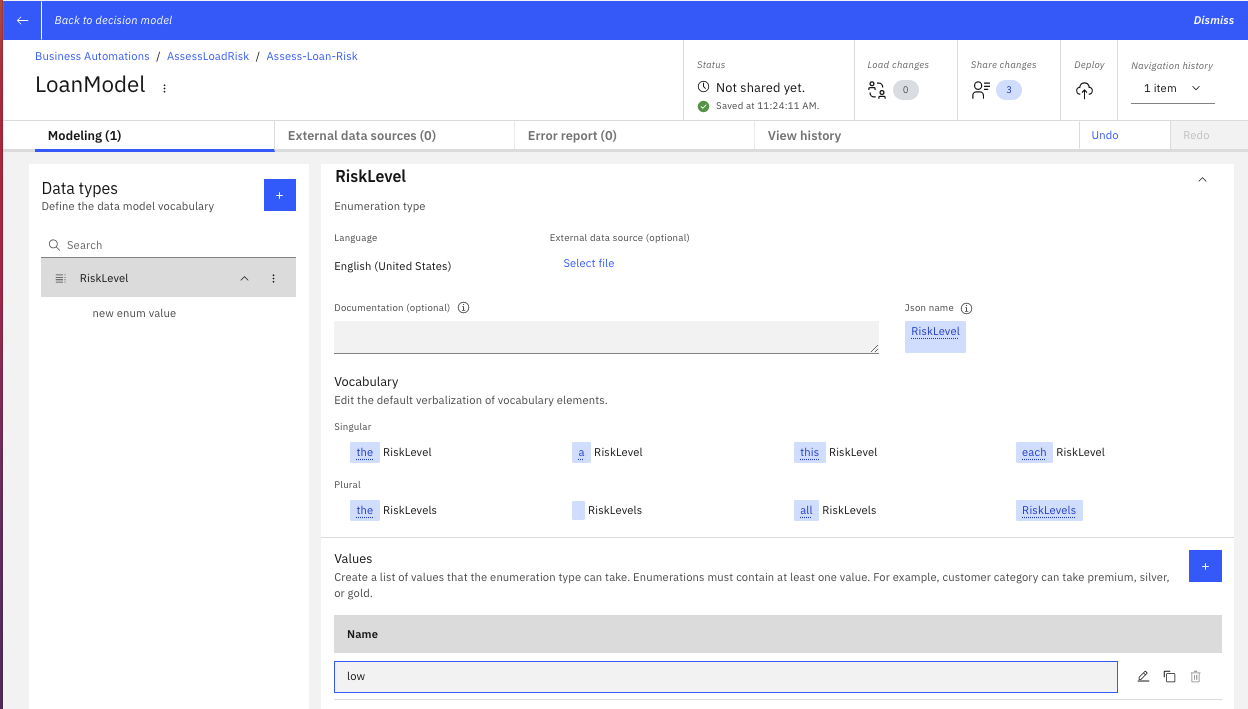 Back to decision model
Dismiss
Business Automations / AssessLoadRisk / Assess-Loan-Risk
LoanModel
Status
Not shared yet.
Saved at 11:24:11 AM.
Load changes
0
Share changes
3
Deploy
Navigation history
1 item
Modeling (1)
External data sources (0)
Error report (0)
View history
Undo
Redo
Data types
Define the data model vocabulary
+
Search
RiskLevel
new enum value
RiskLevel
Enumeration type
Language
External data source (optional)
English (United States)
Select file
Documentation (optional)
Json name
RiskLevel
Vocabulary
Edit the default verbalization of vocabulary elements.
Singular
the RiskLevel
a RiskLevel
this RiskLevel
each RiskLevel
Plural
the RiskLevels
RiskLevels
all RiskLevels
RiskLevels
Values
Create a list of values that the enumeration type can take. Enumerations must contain at least one value. For example, customer category can take premium, silver,
or gold.
+
Name
low